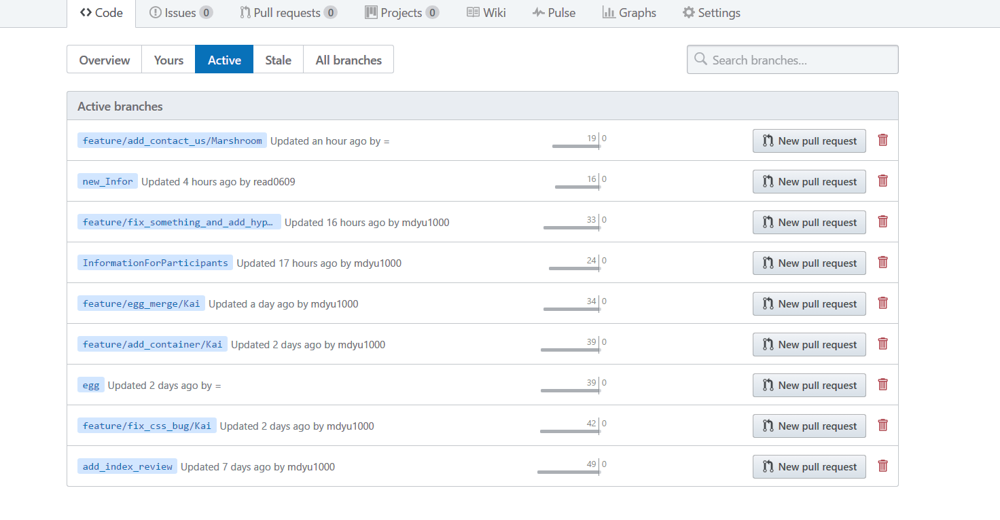 Code Issues 0 Pull requests 0 Projects 0 Wiki Pulse Graphs Settings
Overview Yours Active Stale All branches Search branches...
Active branches
feature/add_contact_us/Marshroom Updated an hour ago by = 19 0 New pull request
new_Infor Updated 4 hours ago by read0609 16 0 New pull request
feature/fix_something_and_add_hyp… Updated 16 hours ago by mdyu1000 33 0 New pull request
InformationForParticipants Updated 17 hours ago by mdyu1000 24 0 New pull request
feature/egg_merge/Kai Updated a day ago by mdyu1000 34 0 New pull request
feature/add_container/Kai Updated 2 days ago by mdyu1000 39 0 New pull request
egg Updated 2 days ago by = 39 0 New pull request
feature/fix_css_bug/Kai Updated 2 days ago by mdyu1000 42 0 New pull request
add_index_review Updated 7 days ago by mdyu1000 49 0 New pull request